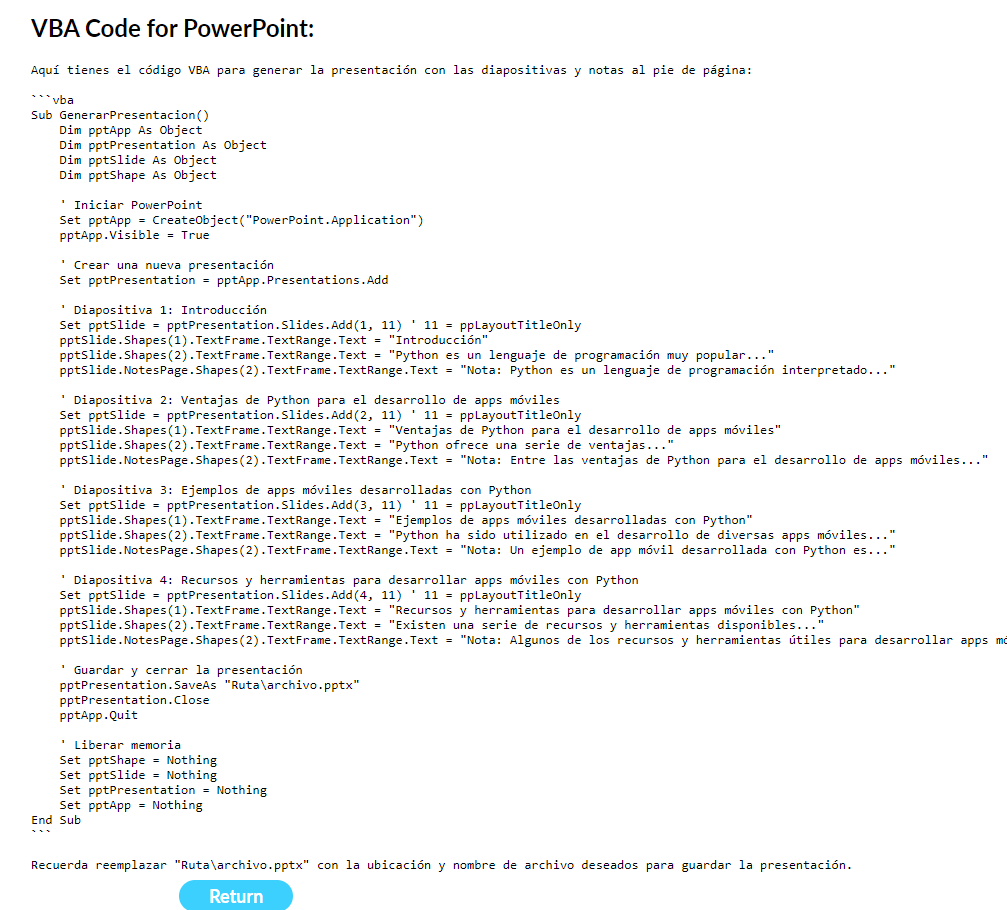 VBA Code for PowerPoint:
Aquí tienes el código VBA para generar la presentación con las diapositivas y notas al pie de página:
```vba
Sub GenerarPresentacion()
    Dim pptApp As Object
    Dim pptPresentation As Object
    Dim pptSlide As Object
    Dim pptShape As Object
    ' Iniciar PowerPoint
    Set pptApp = CreateObject("PowerPoint.Application")
    pptApp.Visible = True
    ' Crear una nueva presentación
    Set pptPresentation = pptApp.Presentations.Add
    ' Diapositiva 1: Introducción
    Set pptSlide = pptPresentation.Slides.Add(1, 11) ' 11 = ppLayoutTitleOnly
    pptSlide.Shapes(1).TextFrame.TextRange.Text = "Introducción"
    pptSlide.Shapes(2).TextFrame.TextRange.Text = "Python es un lenguaje de programación muy popular..."
    pptSlide.NotesPage.Shapes(2).TextFrame.TextRange.Text = "Nota: Python es un lenguaje de programación interpretado..."
    ' Diapositiva 2: Ventajas de Python para el desarrollo de apps móviles
    Set pptSlide = pptPresentation.Slides.Add(2, 11) ' 11 = ppLayoutTitleOnly
    pptSlide.Shapes(1).TextFrame.TextRange.Text = "Ventajas de Python para el desarrollo de apps móviles"
    pptSlide.Shapes(2).TextFrame.TextRange.Text = "Python ofrece una serie de ventajas..."
    pptSlide.NotesPage.Shapes(2).TextFrame.TextRange.Text = "Nota: Entre las ventajas de Python para el desarrollo de apps móviles..."
    ' Diapositiva 3: Ejemplos de apps móviles desarrolladas con Python
    Set pptSlide = pptPresentation.Slides.Add(3, 11) ' 11 = ppLayoutTitleOnly
    pptSlide.Shapes(1).TextFrame.TextRange.Text = "Ejemplos de apps móviles desarrolladas con Python"
    pptSlide.Shapes(2).TextFrame.TextRange.Text = "Python ha sido utilizado en el desarrollo de diversas apps móviles..."
    pptSlide.NotesPage.Shapes(2).TextFrame.TextRange.Text = "Nota: Un ejemplo de app móvil desarrollada con Python es..."
    ' Diapositiva 4: Recursos y herramientas para desarrollar apps móviles con Python
    Set pptSlide = pptPresentation.Slides.Add(4, 11) ' 11 = ppLayoutTitleOnly
    pptSlide.Shapes(1).TextFrame.TextRange.Text = "Recursos y herramientas para desarrollar apps móviles con Python"
    pptSlide.Shapes(2).TextFrame.TextRange.Text = "Existen una serie de recursos y herramientas disponibles..."
    pptSlide.NotesPage.Shapes(2).TextFrame.TextRange.Text = "Nota: Algunos de los recursos y herramientas útiles para desarrollar apps
    ' Guardar y cerrar la presentación
    pptPresentation.SaveAs "Ruta\archivo.pptx"
    pptPresentation.Close
    pptApp.Quit
    ' Liberar memoria
    Set pptShape = Nothing
    Set pptSlide = Nothing
    Set pptPresentation = Nothing
    Set pptApp = Nothing
End Sub
```
Recuerda reemplazar "Ruta\archivo.pptx" con la ubicación y nombre de archivo deseados para guardar la presentación.
Return